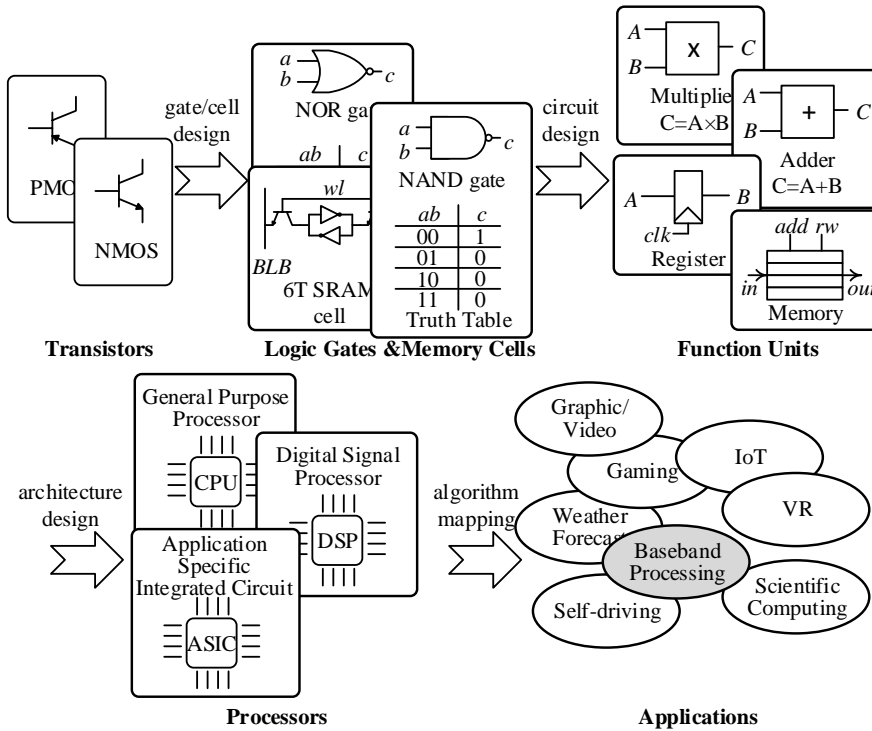 PMO
NMOS
Transistors
gate/cell
design
a
b
c
NOR ga
ab c
wl
BLB
6T SRAM
cell
a
b
c
NAND gate
ab c
00 1
01 0
10 0
11 0
Truth Table
Logic Gates &Memory Cells
circuit
design
A
B
x
C
Multiplie
C=A×B
A
B
+
C
Adder
C=A+B
A
B
clk
Register
add rw
in
out
Memory
Function Units
architecture
design
General Purpose
Processor
CPU
Digital Signal
Processor
DSP
Application
Specific
Integrated Circuit
ASIC
Processors
algorithm
mapping
Graphic/
Video
Gaming
IoT
VR
Weather
Forecas
Baseband
Processing
Self-driving
Scientific
Computing
Applications